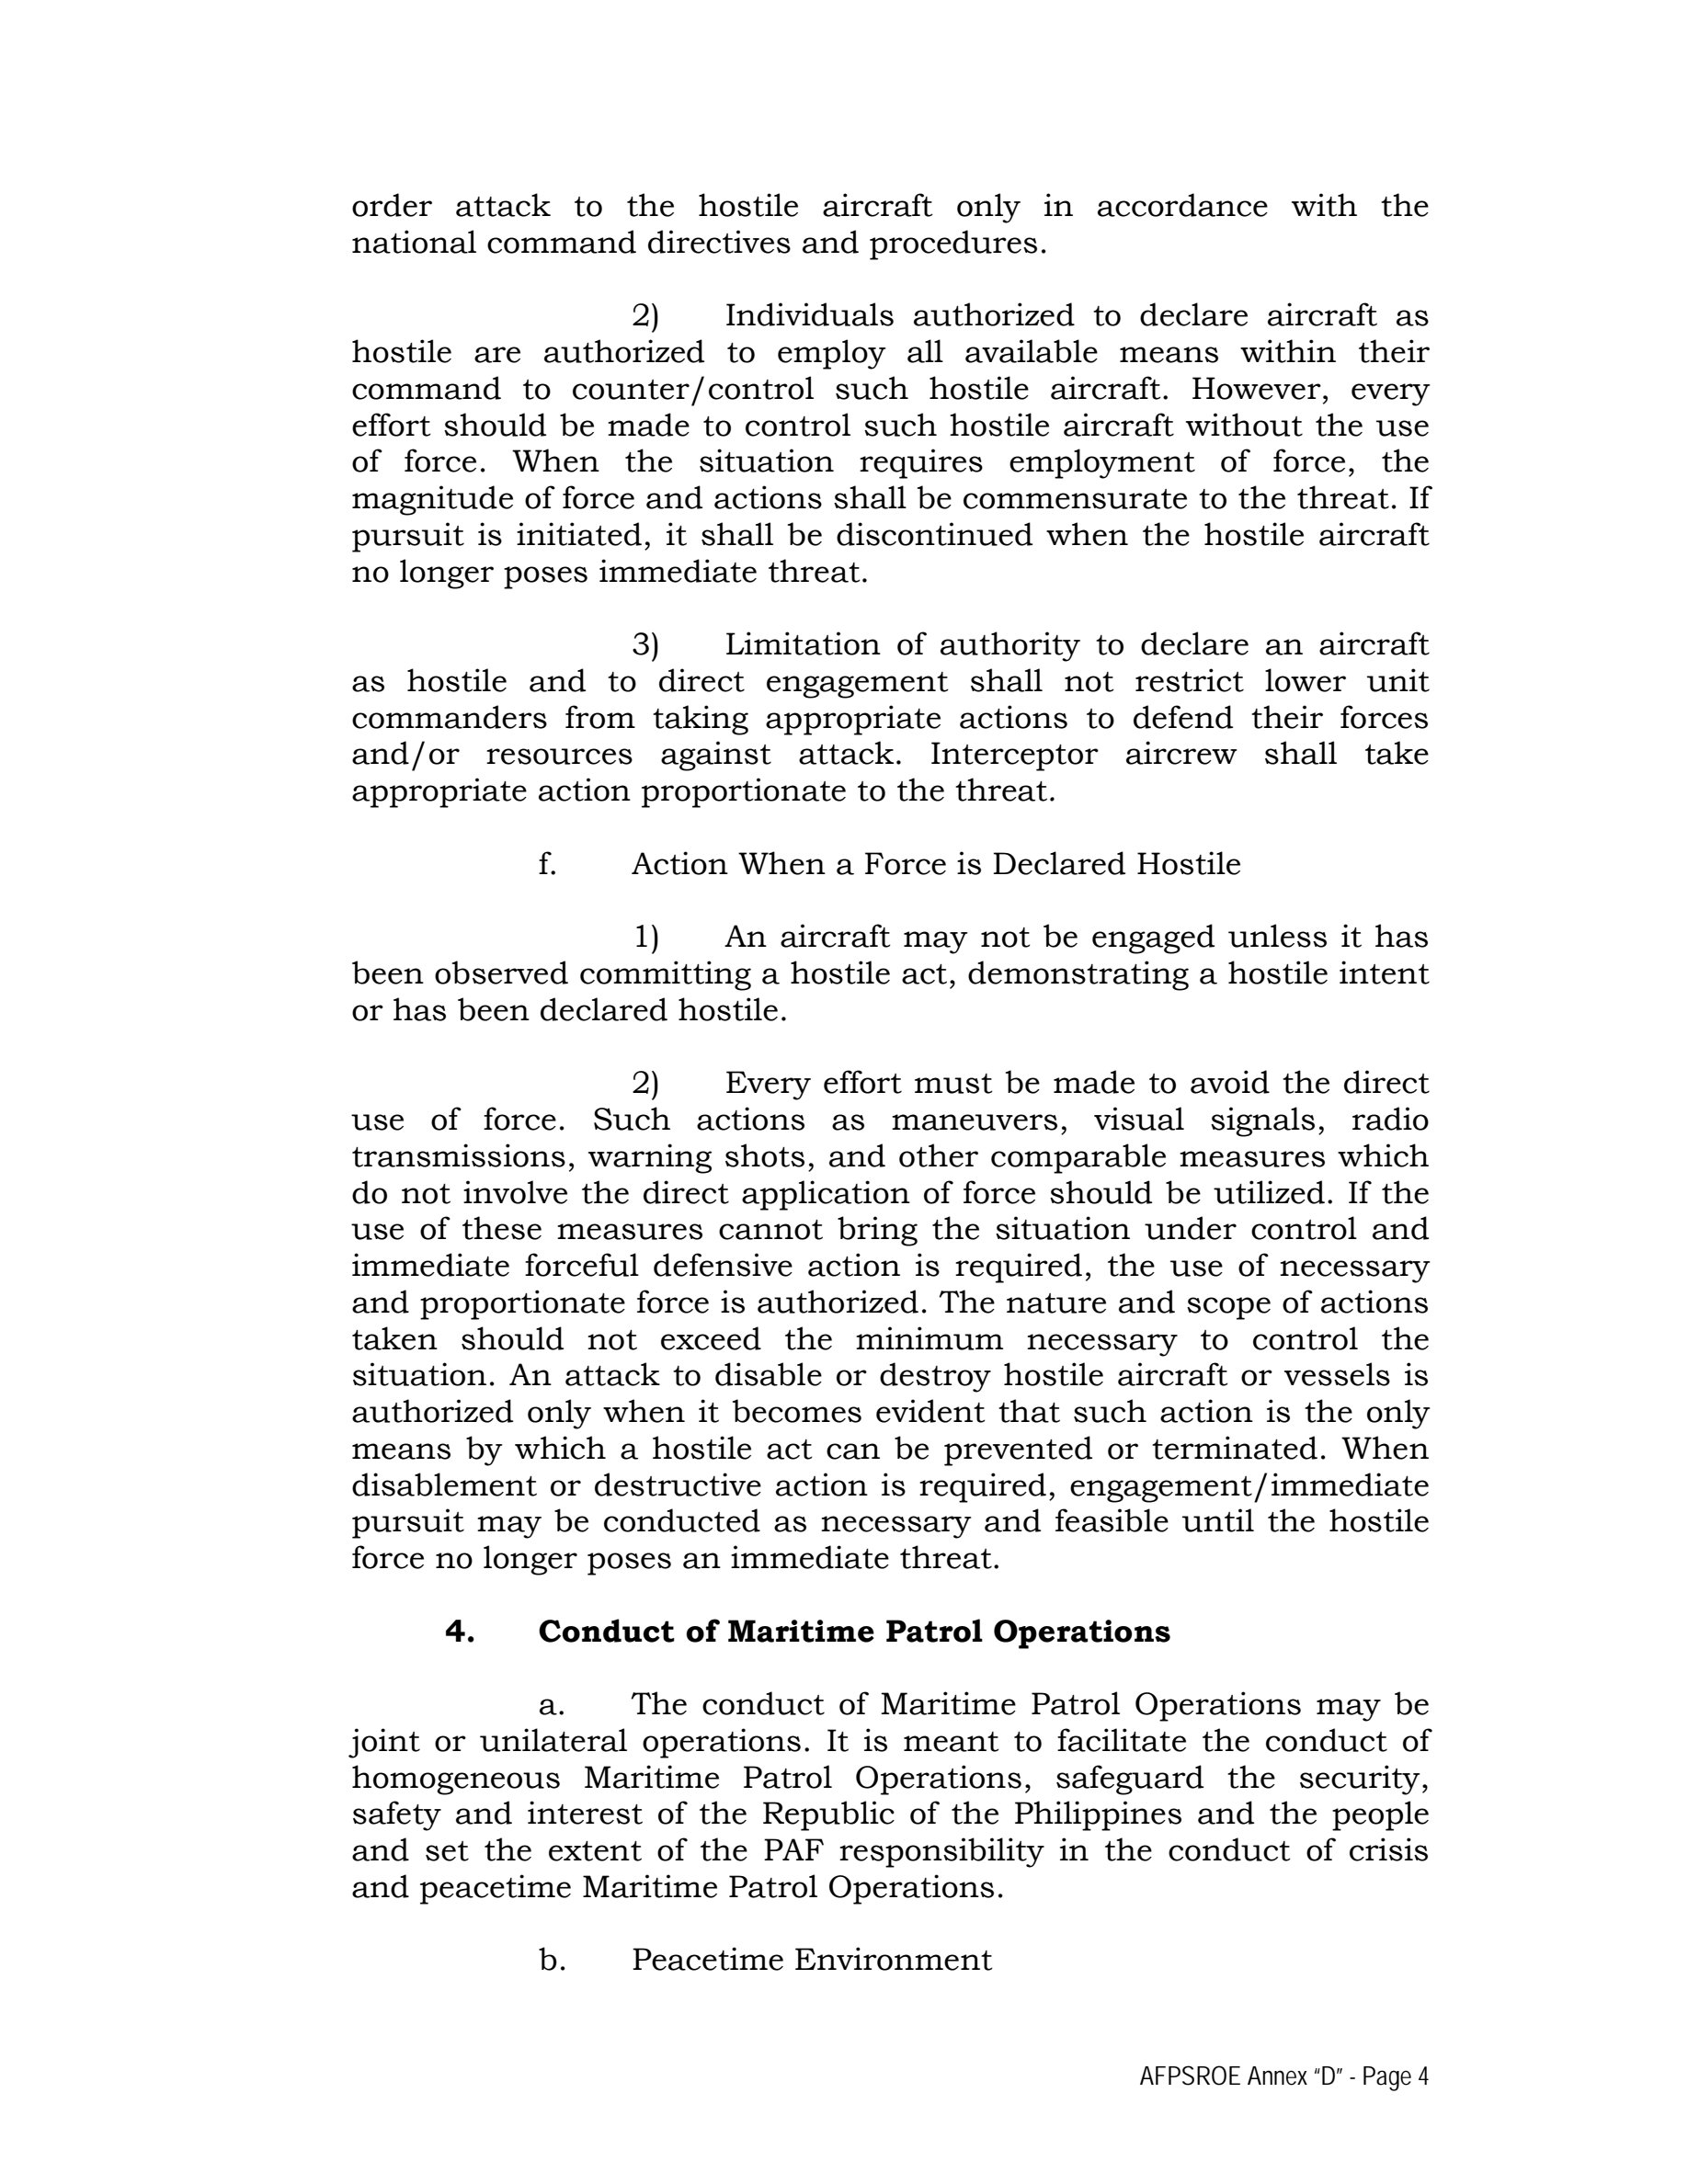 order attack to the hostile aircraft only in accordance with the
national command directives and procedures.
2) Individuals authorized to declare aircraft as
hostile are authorized to employ all available means within their
command to counter/control such hostile aircraft. However, every
effort should be made to control such hostile aircraft without the use
of force. When the situation requires employment of force, the
magnitude of force and actions shall be commensurate to the threat. If
pursuit is initiated, it shall be discontinued when the hostile aircraft
no longer poses immediate threat.
3) Limitation of authority to declare an aircraft
as hostile and to direct engagement shall not restrict lower unit
commanders from taking appropriate actions to defend their forces
and/or resources against attack. Interceptor aircrew shall take
appropriate action proportionate to the threat.
f. Action When a Force is Declared Hostile
1) An aircraft may not be engaged unless it has
been observed committing a hostile act, demonstrating a hostile intent
or has been declared hostile.
2) Every effort must be made to avoid the direct
use of force. Such actions as maneuvers, visual signals, radio
transmissions, warning shots, and other comparable measures which
do not involve the direct application of force should be utilized. If the
use of these measures cannot bring the situation under control and
immediate forceful defensive action is required, the use of necessary
and proportionate force is authorized. The nature and scope of actions
taken should not exceed the minimum necessary to control the
situation. An attack to disable or destroy hostile aircraft or vessels is
authorized only when it becomes evident that such action is the only
means by which a hostile act can be prevented or terminated. When
disablement or destructive action is required, engagement/immediate
pursuit may be conducted as necessary and feasible until the hostile
force no longer poses an immediate threat.
4. Conduct of Maritime Patrol Operations
a. The conduct of Maritime Patrol Operations may be
joint or unilateral operations. It is meant to facilitate the conduct of
homogeneous Maritime Patrol Operations, safeguard the security,
safety and interest of the Republic of the Philippines and the people
and set the extent of the PAF responsibility in the conduct of crisis
and peacetime Maritime Patrol Operations.
b. Peacetime Environment
AFPSROE Annex “D” - Page 4